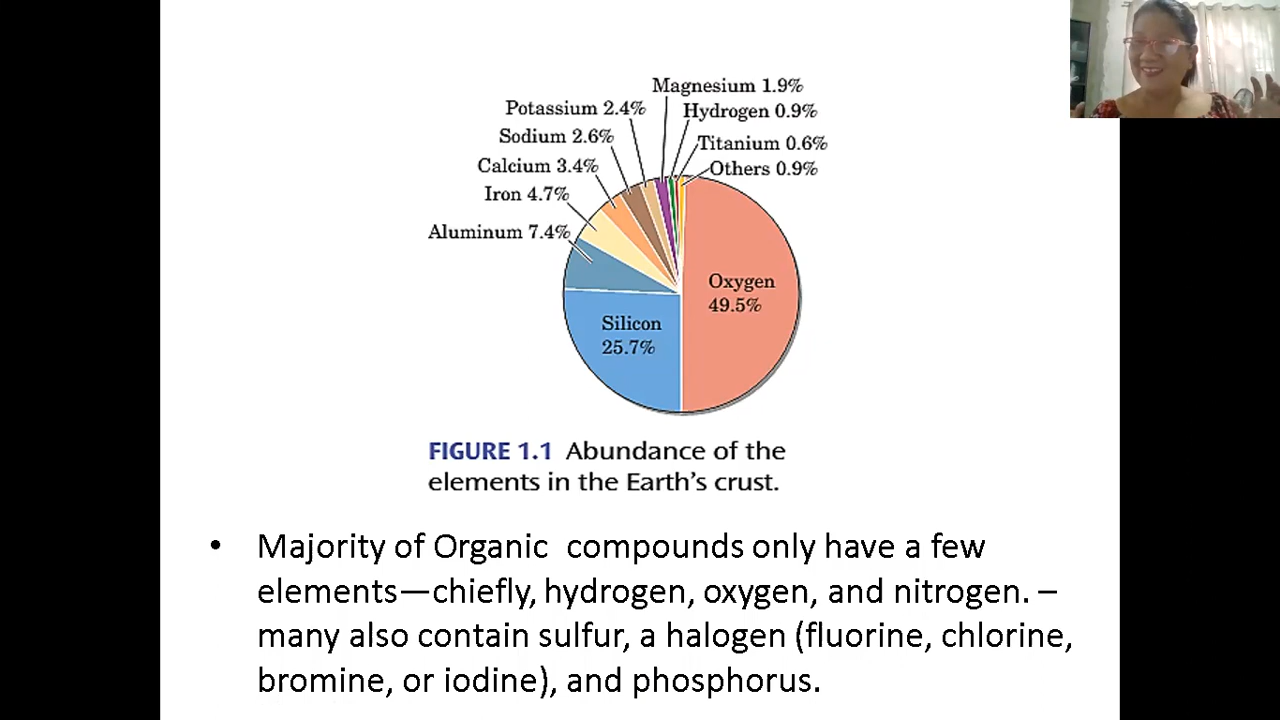 Magnesium 1.9%
Potassium 2.4%
Hydrogen 0.9%
Sodium 2.6%
Titanium 0.6%
Calcium 3.4%
Others 0.9%
Iron 4.7%
Aluminum 7.4%
Oxygen
49.5%
Silicon
25.7%
FIGURE 1.1 Abundance of the
elements in the Earth's crust.
• Majority of Organic compounds only have a few
elements—chiefly, hydrogen, oxygen, and nitrogen. –
many also contain sulfur, a halogen (fluorine, chlorine,
bromine, or iodine), and phosphorus.